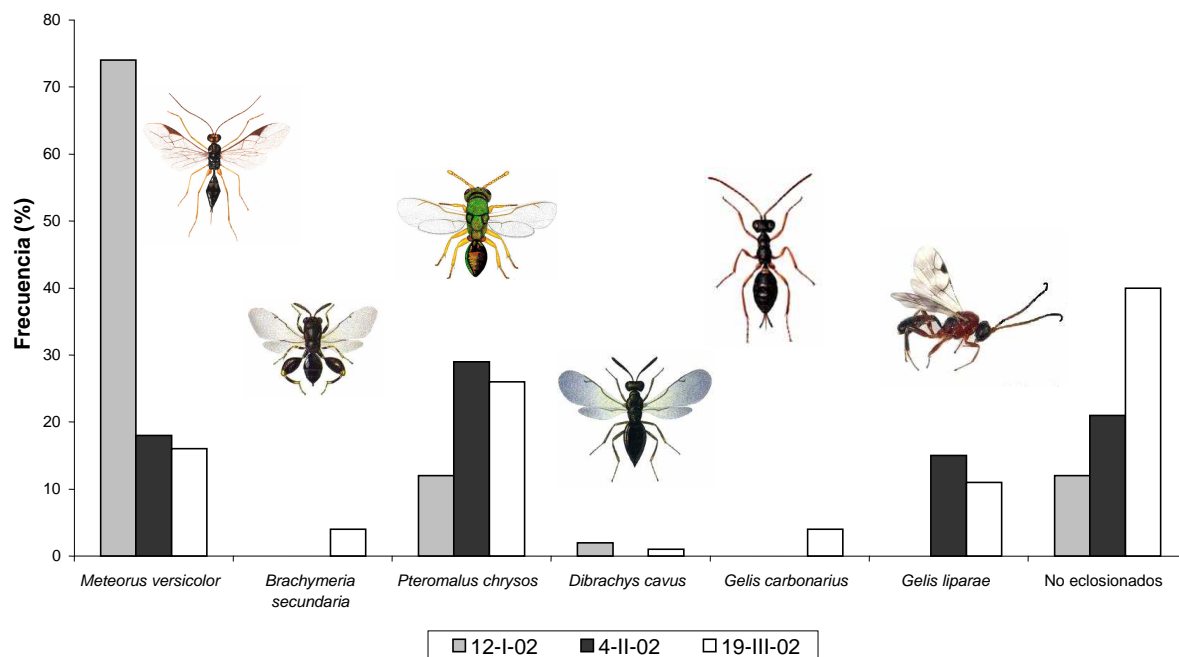 Frecuencia (%)
80
70
60
50
40
30
20
10
0
Meteorus versicolor
Brachymeria
secundaria
Pteromalus chrysos
Dibrachys cavus
Gelis carbonarius
Gelis liparae
No eclosionados
12-I-02
4-II-02
19-III-02